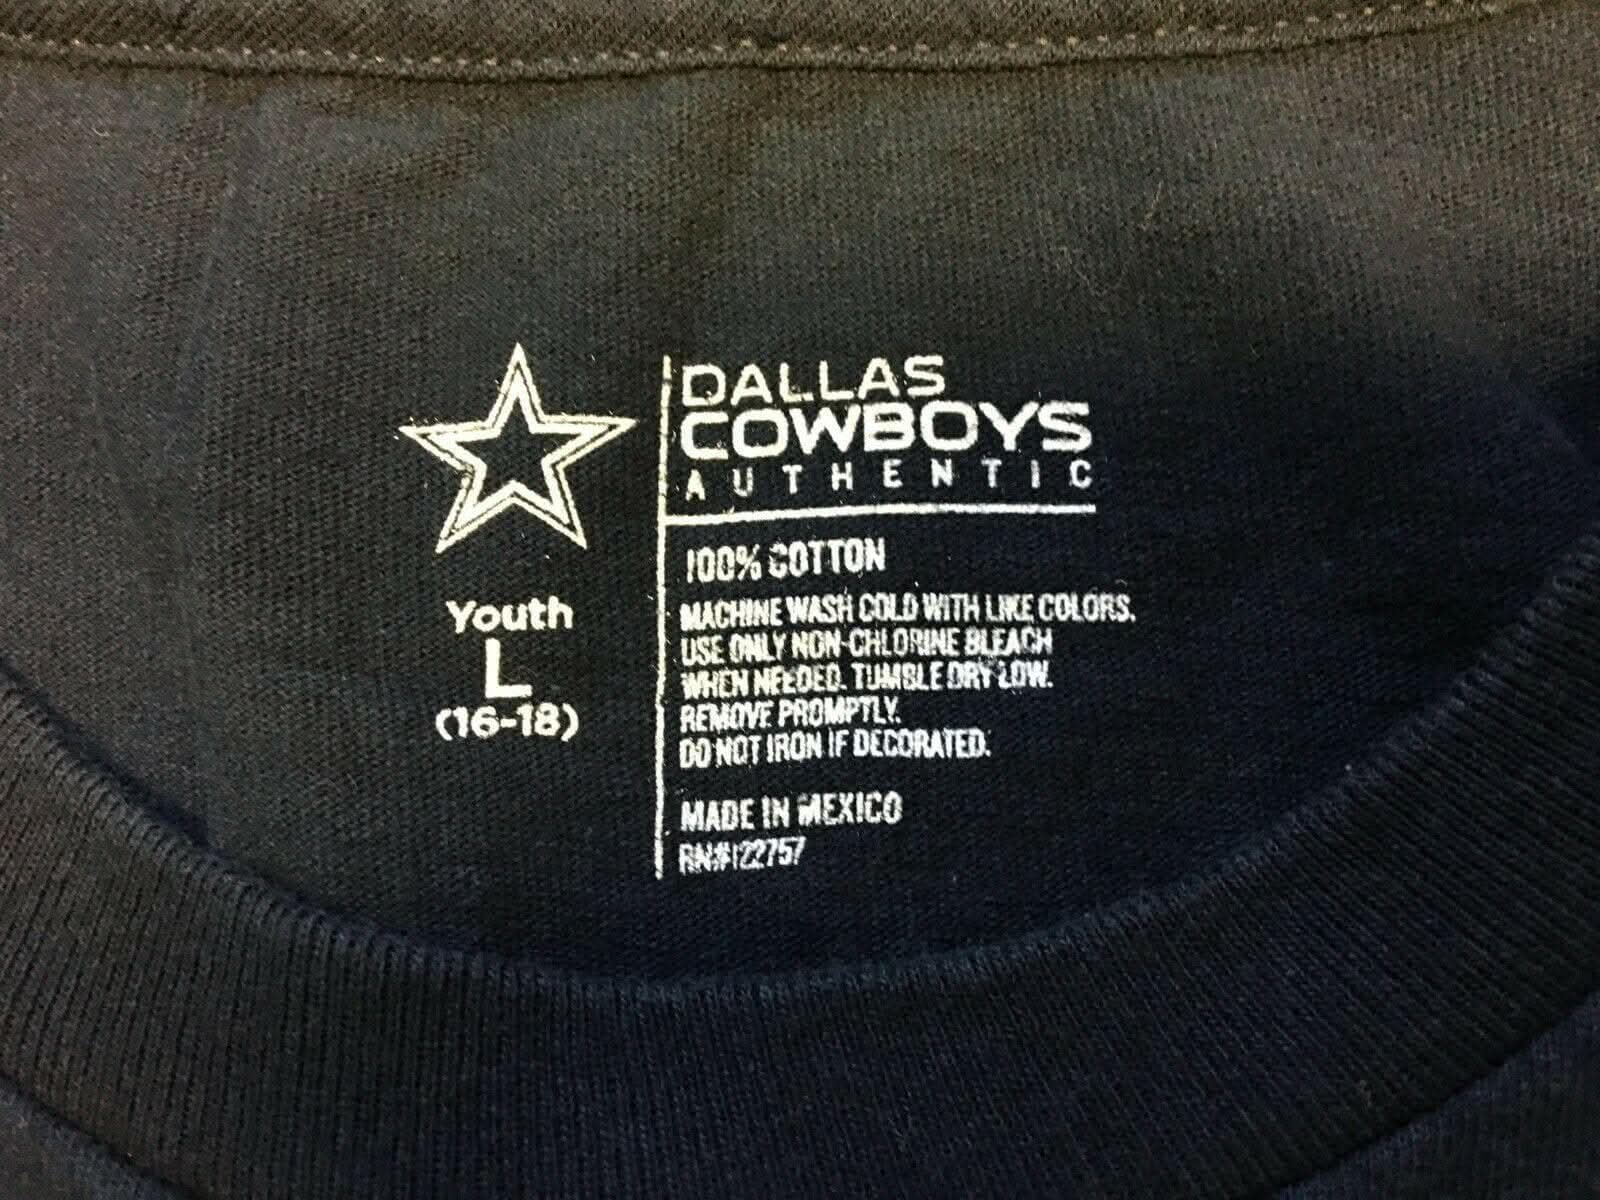 DALLAS
COWBOYS
AUTHENTIC
100% COTTON
MACHINE WASH COLD WITH LIKE COLORS.
USE ONLY NON-CHLORINE BLEACH
WHEN NEEDED. TUMBLE DRY LOW.
REMOVE PROMPTLY.
DO NOT IRON IF DECORATED.
MADE IN MEXICO
RN#122757
Youth
L
(16-18)